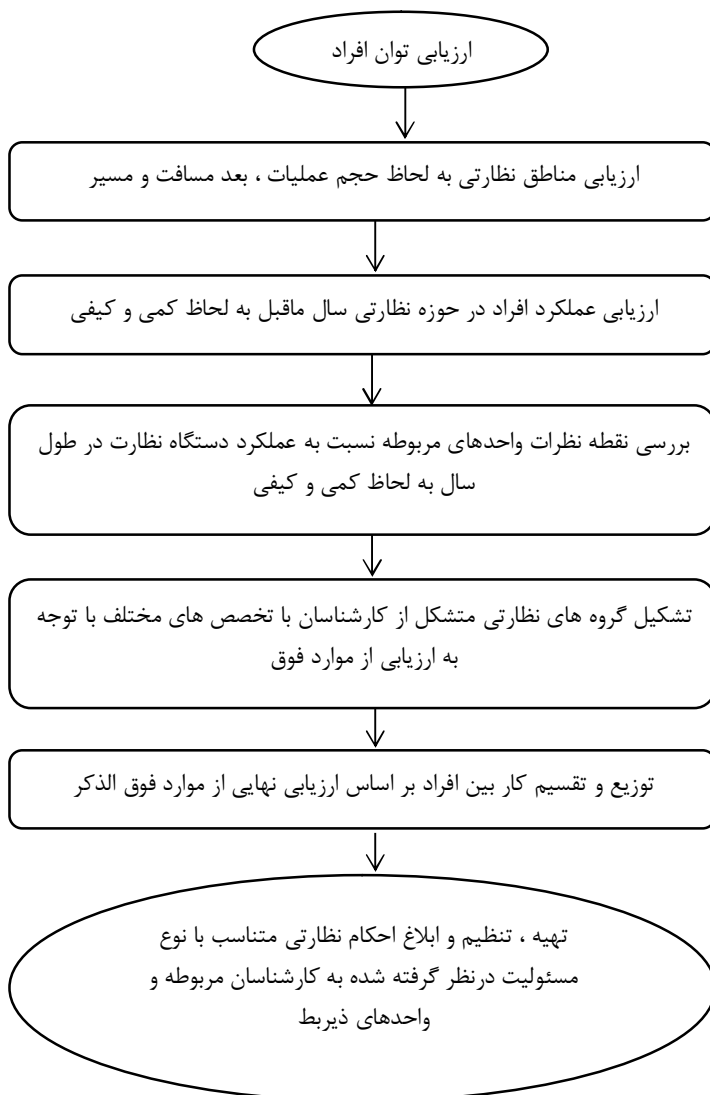 ارزیابی توان افراد
ارزیابی مناطق نظارتی به لحاظ حجم عملیات ، بعد مسافت و مسیر
ارزیابی عملکرد افراد در حوزه نظارتی سال ماقبل به لحاظ کمی و کیفی
بررسی نقطه نظرات واحدهای مربوطه نسبت به عملکرد دستگاه نظارت در طول
سال به لحاظ کمی و کیفی
تشکیل گروه های نظارتی متشکل از کارشناسان با تخصص های مختلف با توجه
به ارزیابی از موارد فوق
توزیع و تقسیم کار بین افراد بر اساس ارزیابی نهایی از موارد فوق الذکر
تهیه ، تنظیم و ابلاغ احکام نظارتی متناسب با نوع
مسئولیت درنظر گرفته شده به کارشناسان مربوطه و
واحدهای ذیربط